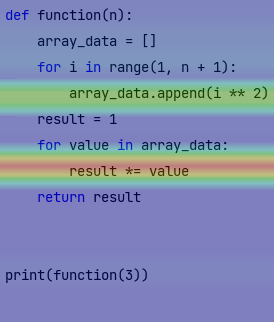 def function(n):
    array_data = []
    for i in range(1, n + 1):
        array_data.append(i ** 2)
    result = 1
    for value in array_data:
        result *= value
    return result

print(function(3))